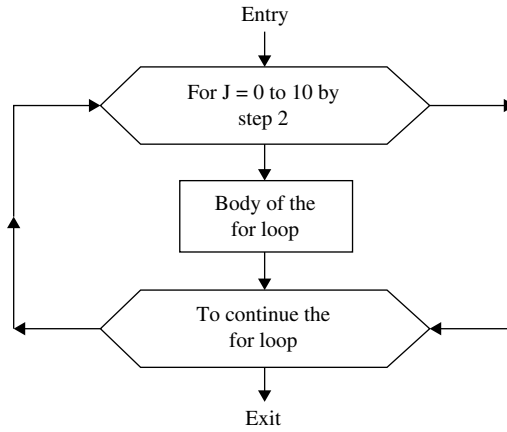 Entry
For J = 0 to 10 by
step 2
Body of the
for loop
To continue the
for loop
Exit